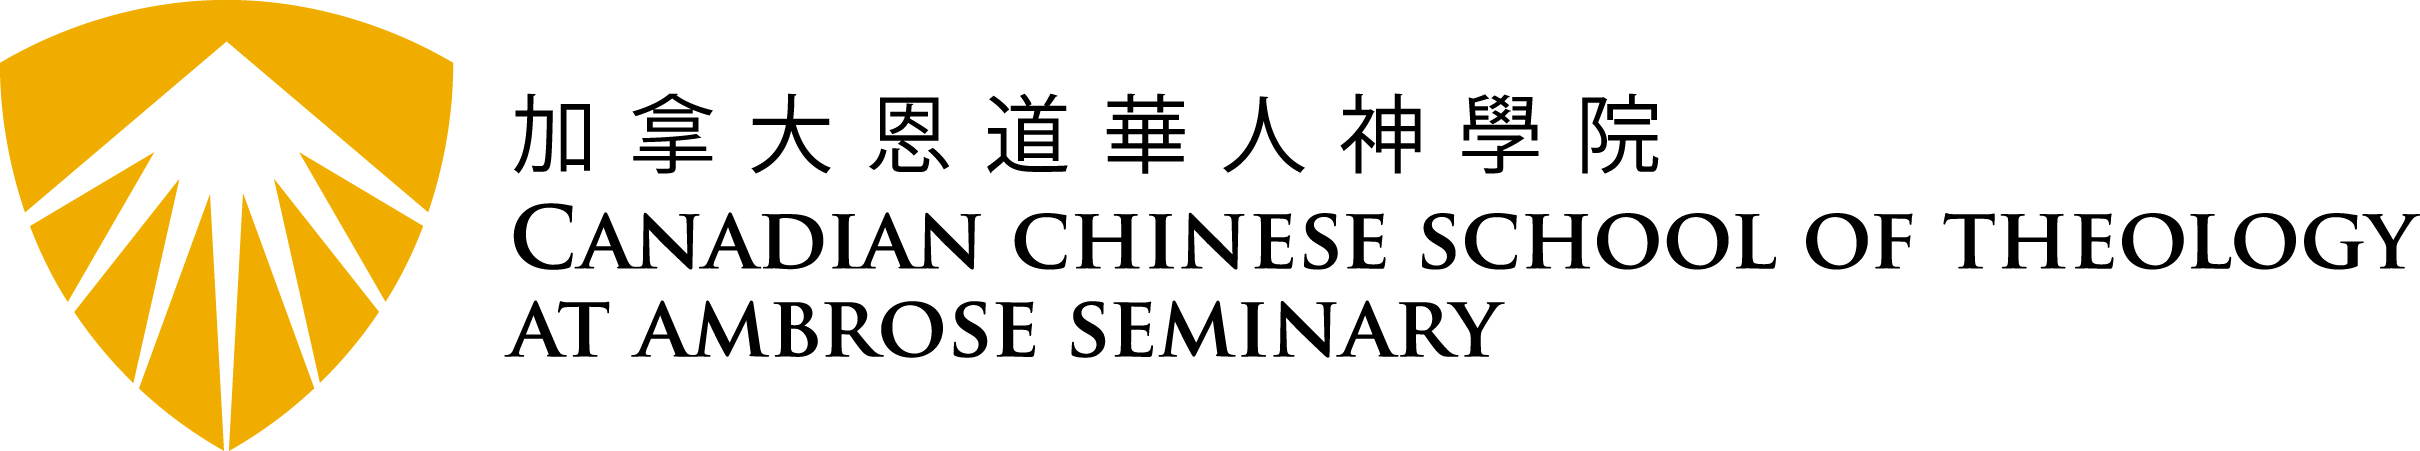 加拿大恩道華人神學院
CANADIAN CHINESE SCHOOL OF THEOLOGY
AT AMBROSE SEMINARY